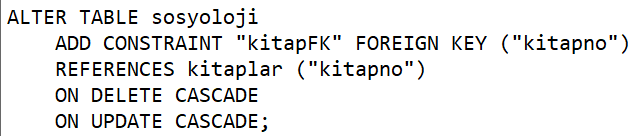 ALTER TABLE sosyoloji
ADD CONSTRAINT "kitapFK" FOREIGN KEY ("kitapno")
REFERENCES kitaplar ("kitapno")
ON DELETE CASCADE
ON UPDATE CASCADE;